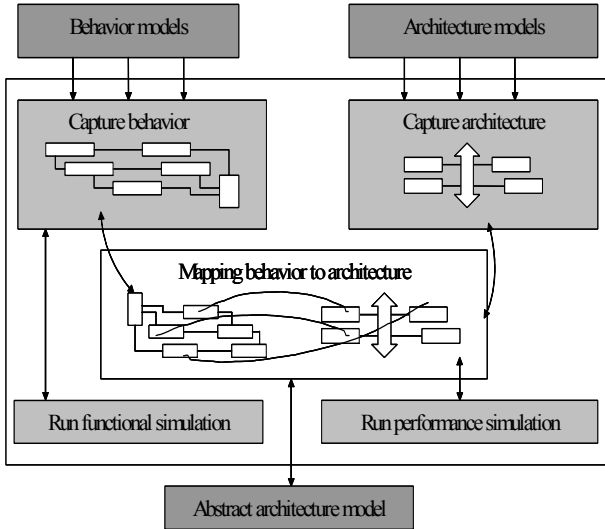 Behavior models
Architecture models
Capture behavior
Capture architecture
Mapping behavior to architecture
Run functional simulation
Run performance simulation
Abstract architecture model